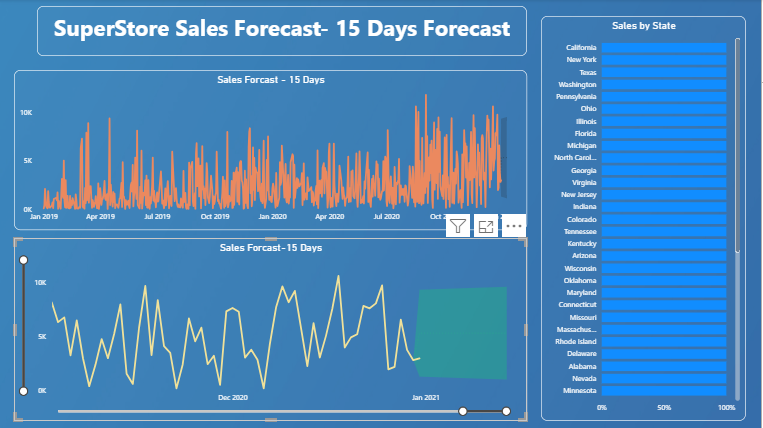 SuperStore Sales Forecast- 15 Days Forecast
Sales Forcast - 15 Days
10K
5K
0K
Jan 2019
Apr 2019
Jul 2019
Oct 2019
Jan 2020
Apr 2020
Jul 2020
Oct 2
Sales Forcast-15 Days
10K
5K
0K
Dec 2020
Jan 2021
Sales by State
California
New York
Texas
Washington
Pennsylvania
Ohio
Illinois
Florida
Michigan
North Carol...
Georgia
Virginia
New Jersey
Indiana
Colorado
Tennessee
Kentucky
Arizona
Wisconsin
Oklahoma
Maryland
Connecticut
Missouri
Massachus...
Rhode Island
Delaware
Alabama
Nevada
Minnesota
0%
50%
100%